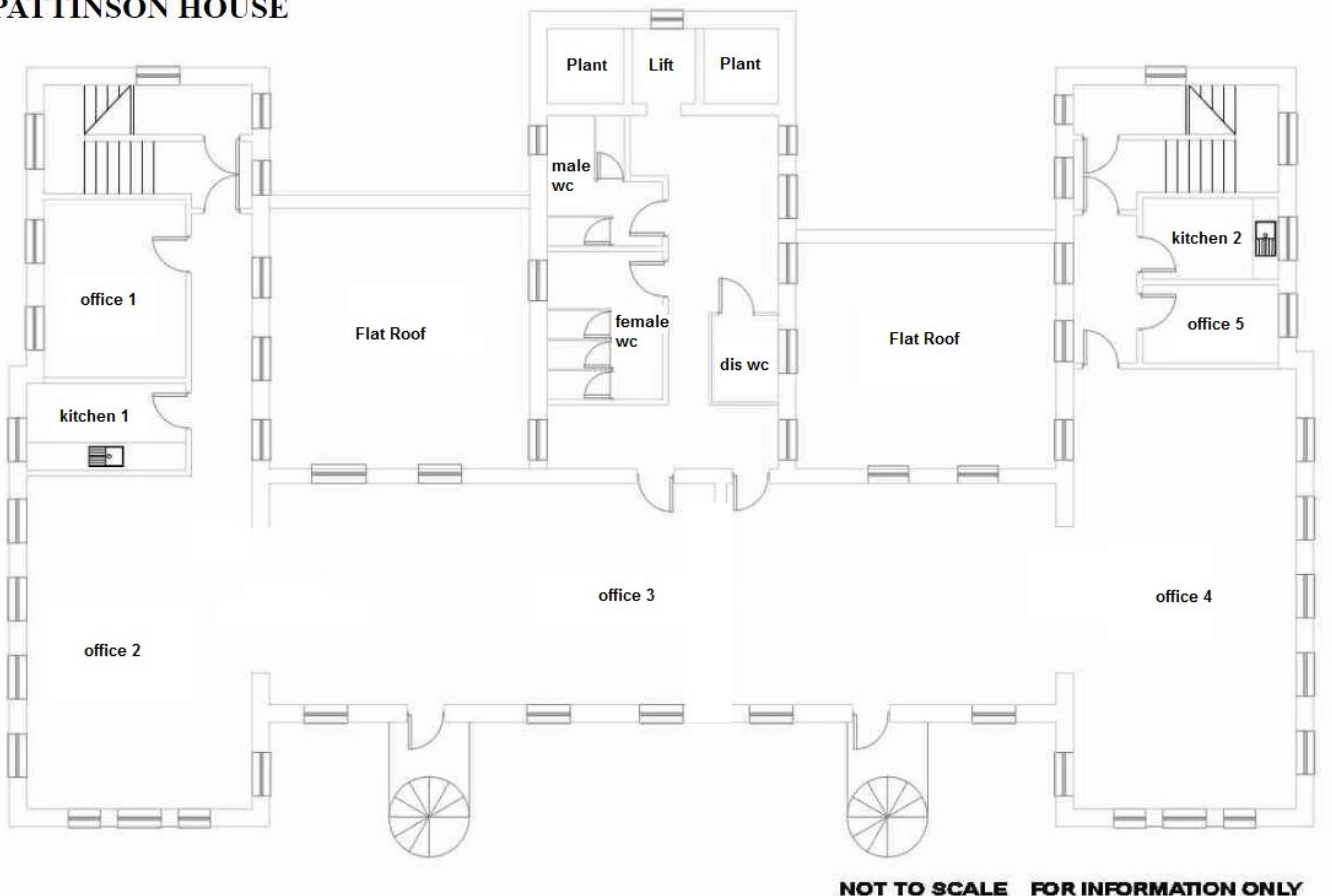 PATTINSON HOUSE
Plant
Lift
Plant
male
wc
kitchen 2
office 1
office 5
Flat Roof
female
wc
Flat Roof
dis wc
kitchen 1
office 3
office 4
office 2
NOT TO SCALE FOR INFORMATION ONLY